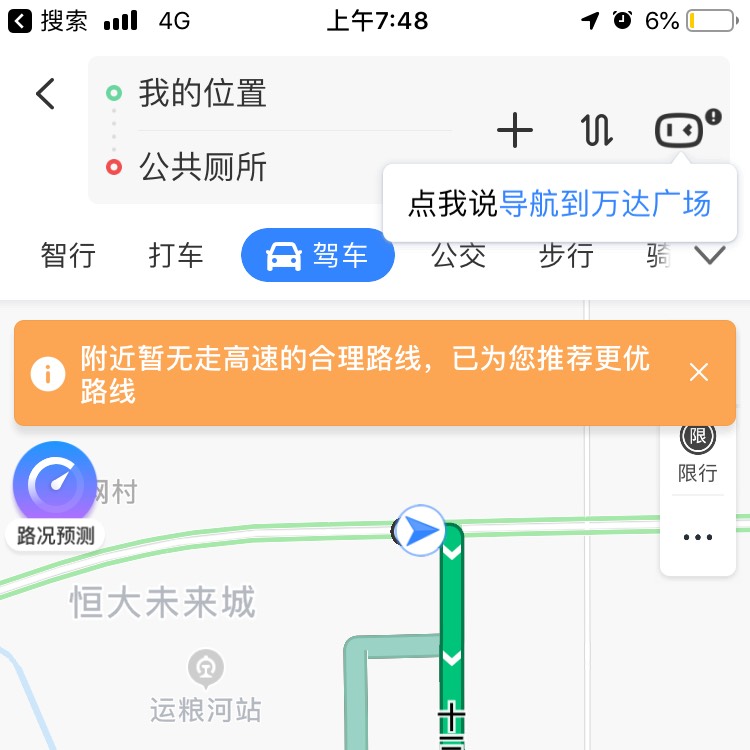 搜索 4G 上午7:48 6%
我的位置
公共厕所
点我说导航到万达广场
智行 打车 驾车 公交 步行
附近暂无走高速的合理路线，已为您推荐更优
路线
限
限行
网村
路况预测
恒大未来城
运粮河站
十